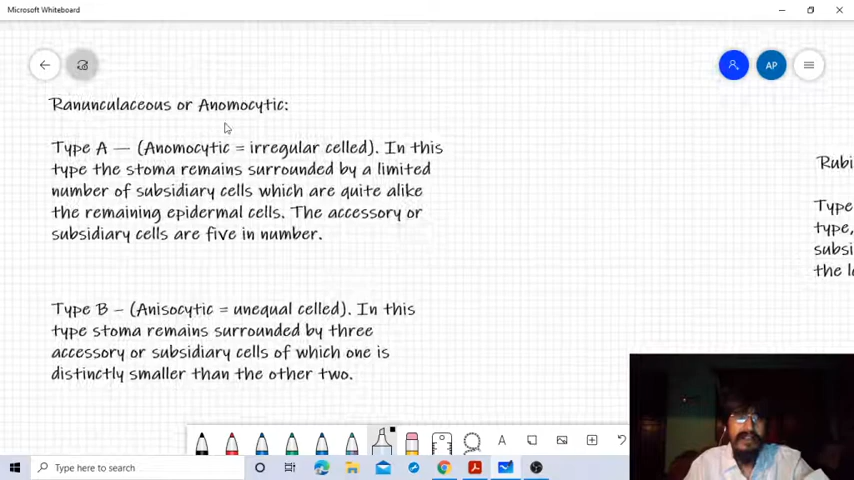 Microsoft Whiteboard
AP
Ranunculaceous or Anomocytic:
Type A — (Anomocytic = irregular celled). In this
type the stoma remains surrounded by a limited
number of subsidiary cells which are quite alike
the remaining epidermal cells. The accessory or
subsidiary cells are five in number.
Type B – (Anisocytic = unequal celled). In this
type stoma remains surrounded by three
accessory or subsidiary cells of which one is
distinctly smaller than the other two.
Rubi
Type
type,
subsi
the l
A
Type here to search